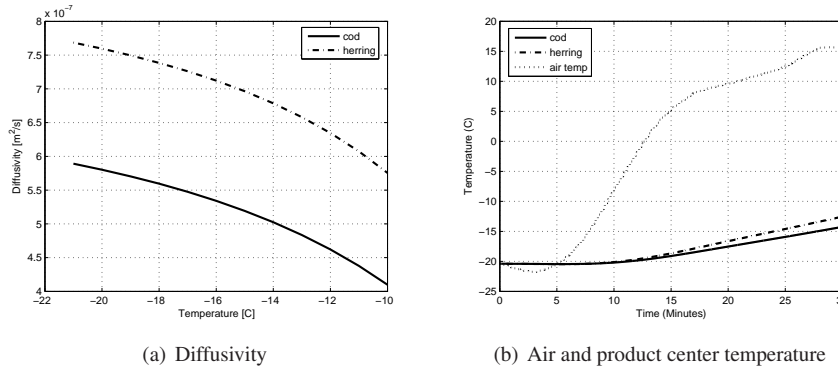 x 10⁻⁷
8
7.5
7
6.5
6
5.5
5
4.5
4
Diffusivity [m²/s]
−22
−20
−18
−16
−14
−12
−10
Temperature [C]
cod
herring
(a) Diffusivity
20
15
10
5
0
−5
−10
−15
−20
−25
Temperature (C)
0
5
10
15
20
25
3
Time (Minutes)
cod
herring
air temp
(b) Air and product center temperature